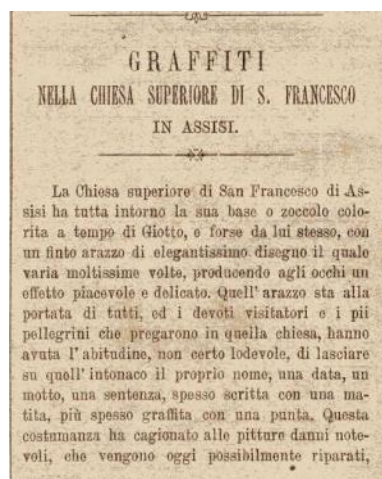 GRAFFITI
NELLA CHIESA SUPERIORE DI S. FRANCESCO
IN ASSISI.
La Chiesa superiore di San Francesco di As-
sisi ha tutta intorno la sua base o zoccolo colo-
rita a tempo di Giotto, e forse da lui stesso, con
un finto arazzo di elegantissimo disegno il quale
varia moltissime volte, producendo agli occhi un
effetto piacevole e delicato. Quell' arazzo sta alla
portata di tutti, ed i devoti visitatori e i pii
pellegrini che pregarono in quella chiesa, hanno
avuta l' abitudine, non certo lodevole, di lasciare
su quell' intonaco il proprio nome, una data, un
motto, una sentenza, spesso scritta con una ma-
tita, più spesso graffita con una punta. Questa
costumanza ha cagionato alle pitture danni note-
voli, che vengono oggi possibilmente riparati,